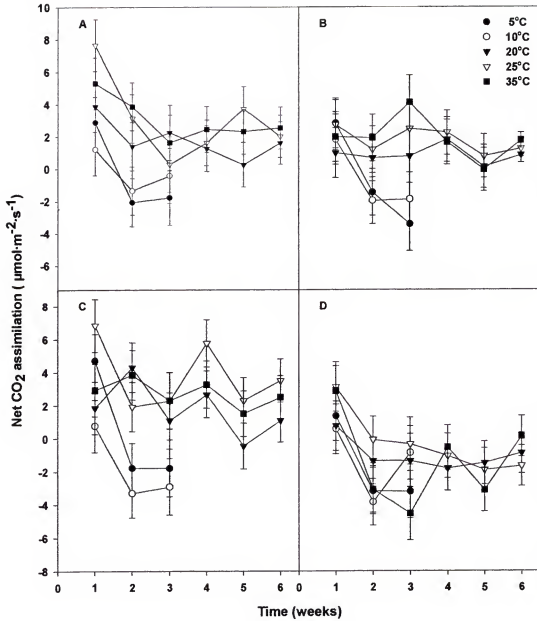 10
8
6
4
2
0
-2
-4
-6
A
B
5°C
10°C
20°C
25°C
35°C
Net CO2 assimilation ( µmol·m-2·s-1)
8
6
4
2
0
-2
-4
-6
-8
C
D
0 1 2 3 4 5 6 0 1 2 3 4 5 6
Time (weeks)